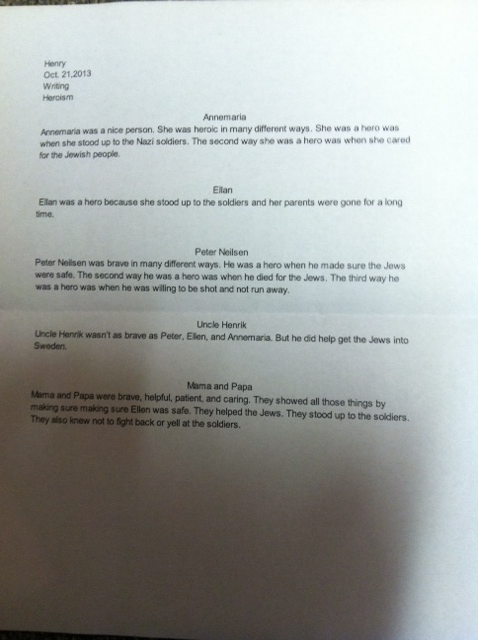 Henry
Oct. 21,2013
Writing
Heroism
Annemaria
Annemaria was a nice person. She was heroic in many different ways. She was a hero was
when she stood up to the Nazi soldiers. The second way she was a hero was when she cared
for the Jewish people.
Ellan
Ellan was a hero because she stood up to the soldiers and her parents were gone for a long
time.
Peter Neilsen
Peter Neilsen was brave in many different ways. He was a hero when he made sure the Jews
were safe. The second way he was a hero was when he died for the Jews. The third way he
was a hero was when he was willing to be shot and not run away.
Uncle Henrik
Uncle Henrik wasn't as brave as Peter, Ellen, and Annemaria. But he did help get the Jews into
Sweden.
Mama and Papa
Mama and Papa were brave, helpful, patient, and caring. They showed all those things by
making sure making sure Ellen was safe. They helped the Jews. They stood up to the soldiers.
They also knew not to fight back or yell at the soldiers.